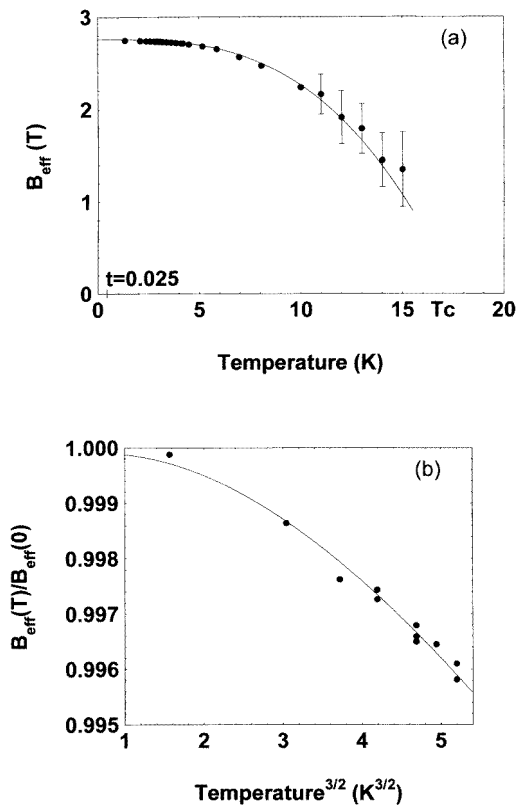 (a)
3
2
1
0
B_eff (T)
t=0.025
0 5 10 15 Tc 20
Temperature (K)
(b)
1.000
0.999
0.998
0.997
0.996
0.995
B_eff(T)/B_eff(0)
1 2 3 4 5
Temperature^3/2 (K^3/2)